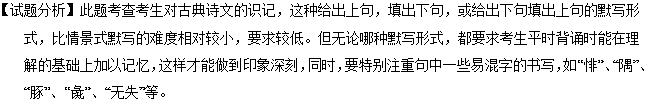 【试题分析】此题考查考生对古典诗文的识记，这种给出上句，填出下句，或给出下句填出上句的默写形
式，比情景式默写的难度相对较小，要求较低。但无论哪种默写形式，都要求考生平时背诵时能在理
解的基础上加以记忆，这样才能做到印象深刻，同时，要特别注重句中一些易混字的书写，如“悱”、“隅”、
“豚”、“彘”、“无失”等。